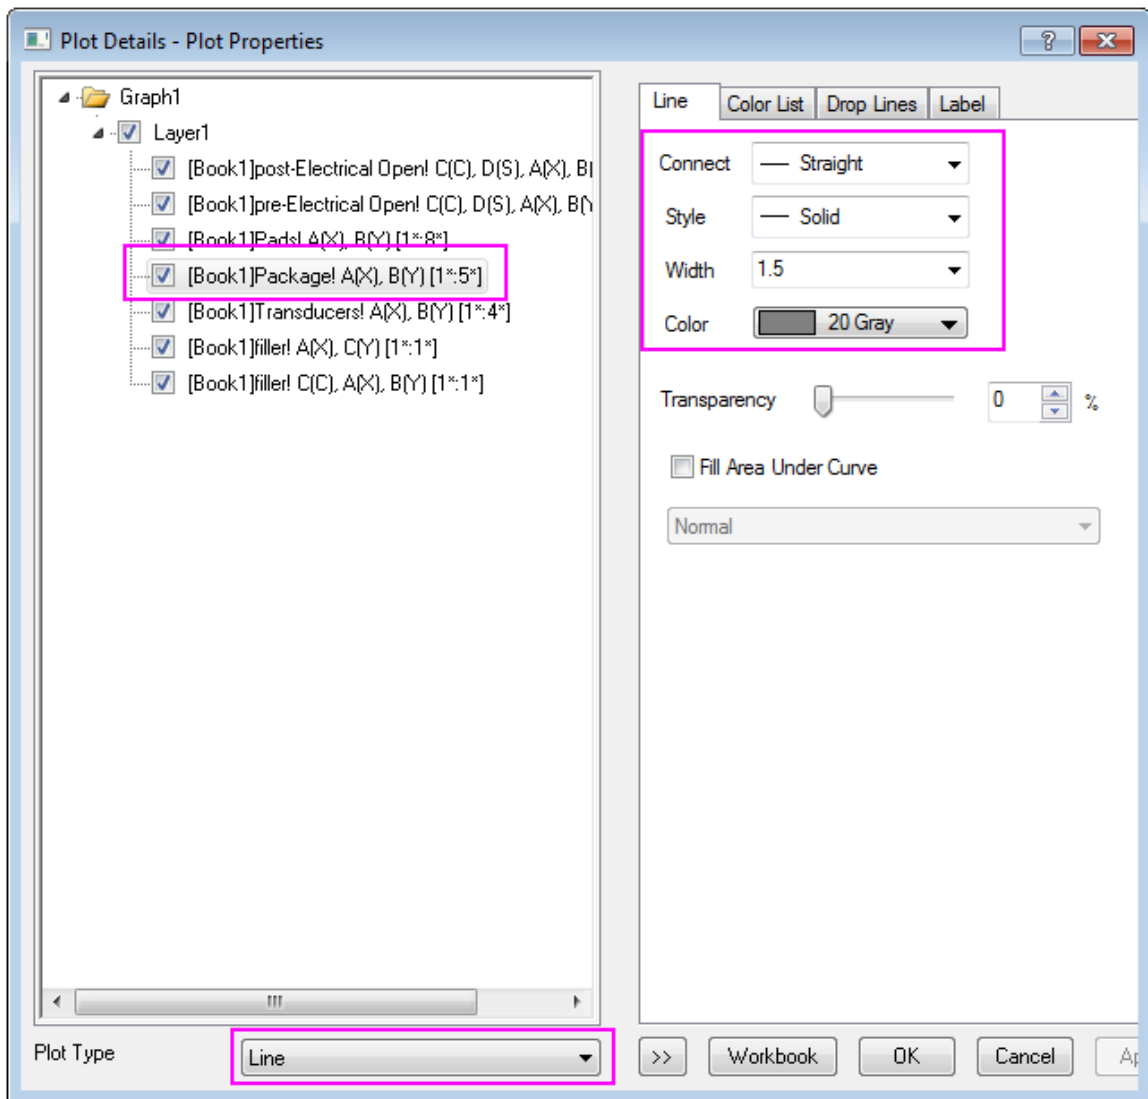 Plot Details - Plot Properties
Graph1
Layer1
[Book1]post-Electrical Open! C(C), D(S), A(X), B(
[Book1]pre-Electrical Open! C(C), D(S), A(X), B(Y
[Book1]Pads! A(X), B(Y) [1*:8*]
[Book1]Package! A(X), B(Y) [1*:5*]
[Book1]Transducers! A(X), B(Y) [1*:4*]
[Book1]filler! A(X), C(Y) [1*:1*]
[Book1]filler! C(C), A(X), B(Y) [1*:1*]
Plot Type
Line
Line Color List Drop Lines Label
Connect Straight
Style Solid
Width 1.5
Color 20 Gray
Transparency 0 %
Fill Area Under Curve
Normal
>> Workbook OK Cancel